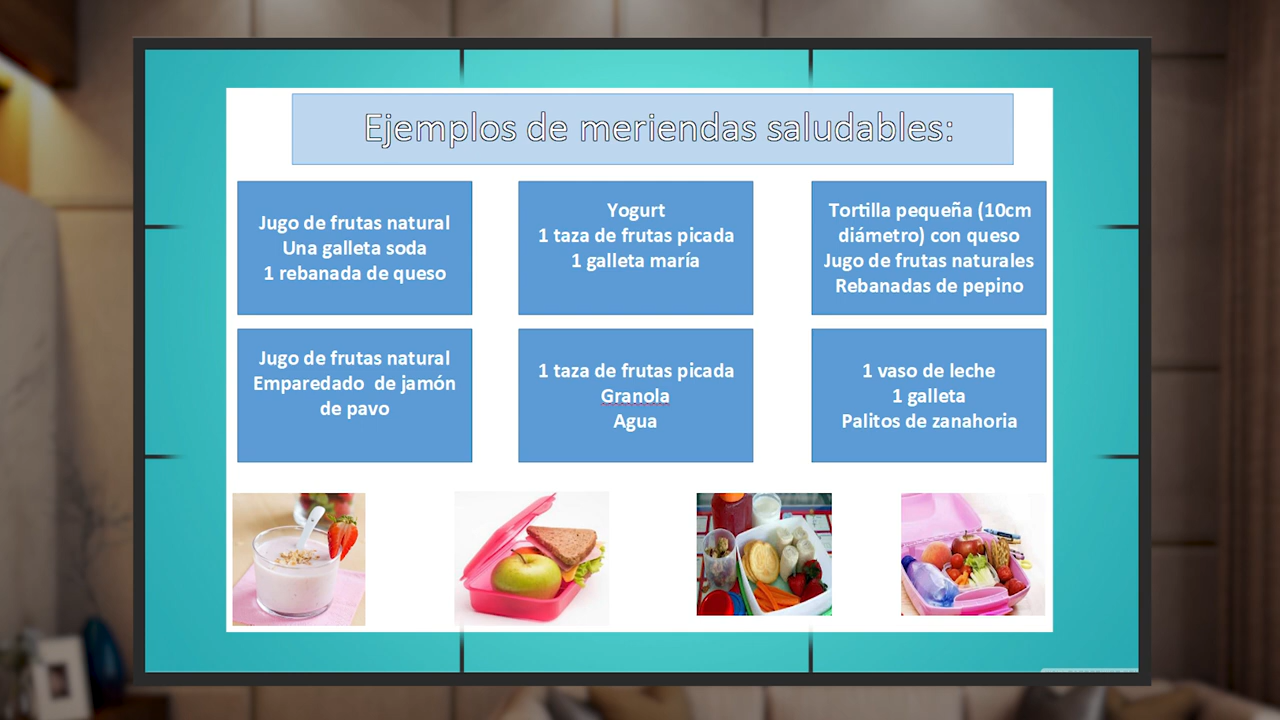 Ejemplos de meriendas saludables:
Jugo de frutas natural
Una galleta soda
1 rebanada de queso
Yogurt
1 taza de frutas picada
1 galleta maría
Tortilla pequeña (10cm
diámetro) con queso
Jugo de frutas naturales
Rebanadas de pepino
Jugo de frutas natural
Emparedado de jamón
de pavo
1 taza de frutas picada
Granola
Agua
1 vaso de leche
1 galleta
Palitos de zanahoria